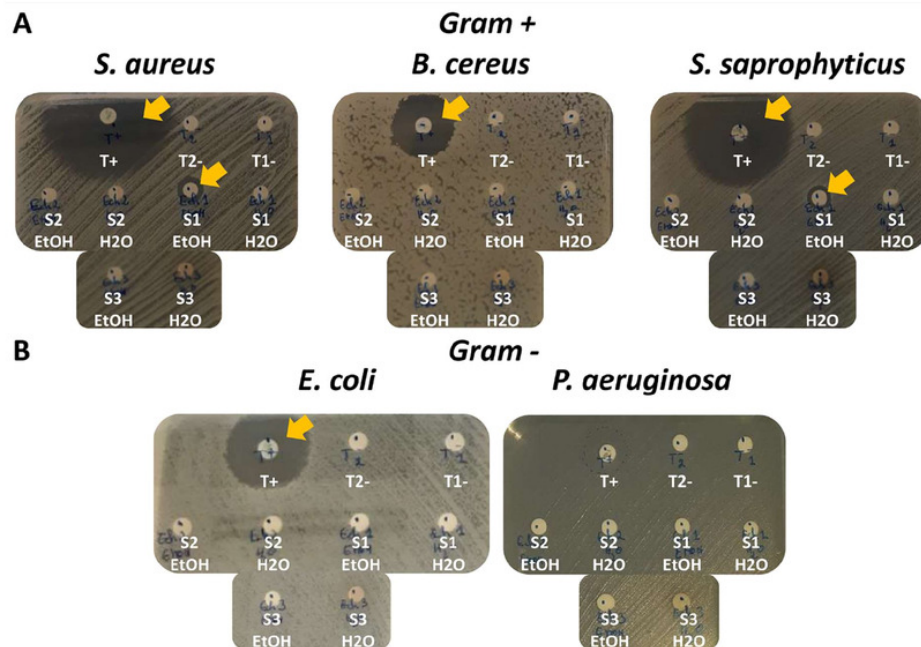 A
Gram +
S. aureus
B. cereus
S. saprophyticus
T+
T2-
T1-
T+
T2-
T1-
T+
T2-
T1-
S2
S2
S1
S1
S2
S2
S1
S1
S2
S2
S1
S1
EtOH
H2O
EtOH
H2O
EtOH
H2O
EtOH
H2O
EtOH
H2O
EtOH
H2O
S3
S3
S3
S3
S3
S3
EtOH
H2O
EtOH
H2O
EtOH
H2O
B
Gram -
E. coli
P. aeruginosa
T+
T2-
T1-
T+
T2-
T1-
S2
S2
S1
S1
S2
S2
S1
S1
EtOH
H2O
EtOH
H2O
EtOH
H2O
EtOH
H2O
S3
S3
S3
S3
EtOH
H2O
EtOH
H2O